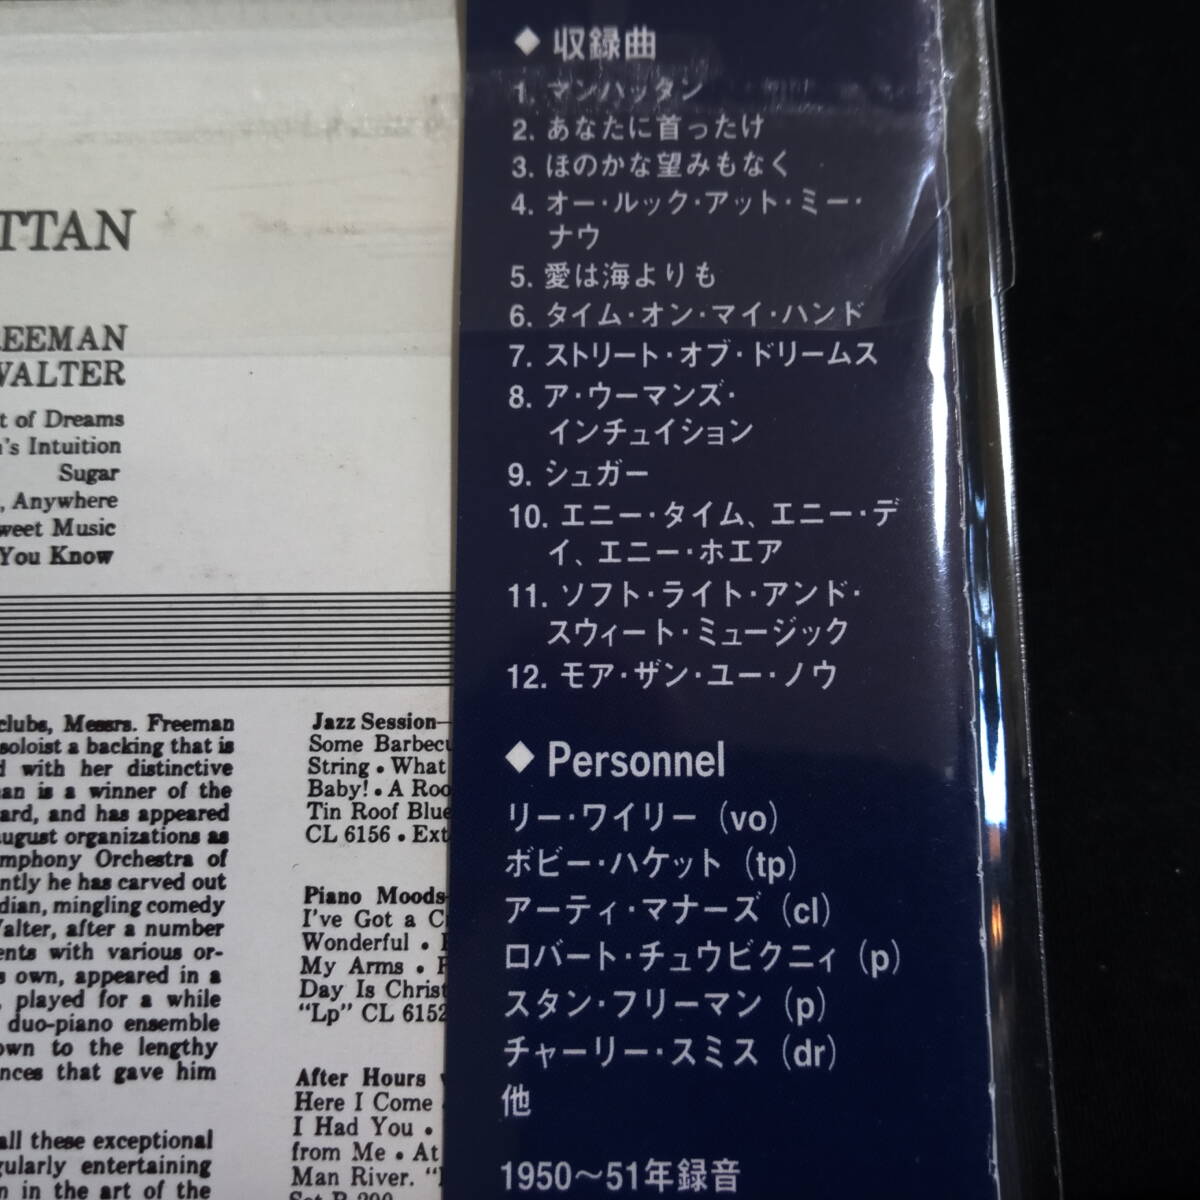 TTAN
REEMAN
WALTER
t of Dreams
's Intuition
Sugar
, Anywhere
weet Music
You Know
clubs, Messrs. Freeman
soloist a backing that is
d with her distinctive
an is a winner of the
ard, and has appeared
august organizations as
mphony Orchestra of
ntly he has carved out
dian, mingling comedy
Valter, after a number
ents with various or-
s own, appeared in a
, played for a while
duo-piano ensemble
own to the lengthy
nces that gave him
all these exceptional
gularly entertaining
n in the art of the
Jazz Session—
Some Barbecu
String • What
Baby! • A Roo
Tin Roof Blue
CL 6156 • Ext
Piano Moods
I've Got a C
Wonderful •
My Arms •
Day Is Christ
"Lp" CL 6152
After Hours
Here I Come
I Had You •
from Me • At
Man River. "
Set B-200
◆ 収録曲
1. マンハッタン
2. あなたに首ったけ
3. ほのかな望みもなく
4. オー・ルック・アット・ミー・
ナウ
5. 愛は海よりも
6. タイム・オン・マイ・ハンド
7. ストリート・オブ・ドリームス
8. ア・ウーマンズ・
インチュイション
9. シュガー
10. エニー・タイム、エニー・デ
イ、エニー・ホエア
11. ソフト・ライト・アンド・
スウィート・ミュージック
12. モア・ザン・ユー・ノウ
◆ Personnel
リー・ワイリー (vo)
ボビー・ハケット (tp)
アーティ・マナーズ (cl)
ロバート・チュウビクニィ (p)
スタン・フリーマン (p)
チャーリー・スミス (dr)
他
1950～51年録音